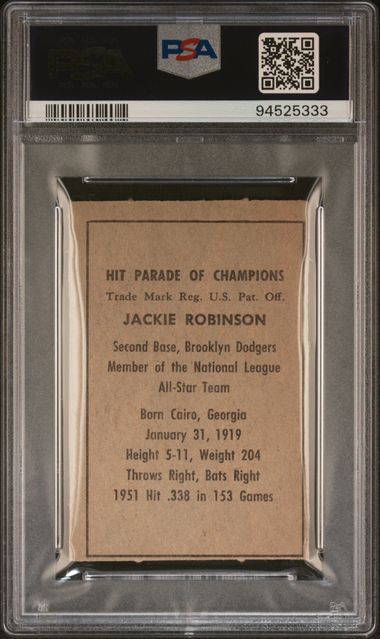 PSA
94525333
HIT PARADE OF CHAMPIONS
Trade Mark Reg. U.S. Pat. Off.
JACKIE ROBINSON
Second Base, Brooklyn Dodgers
Member of the National League
All-Star Team
Born Cairo, Georgia
January 31, 1919
Height 5-11, Weight 204
Throws Right, Bats Right
1951 Hit .338 in 153 Games